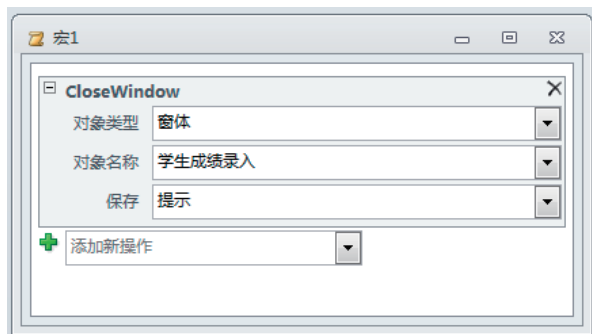 宏1
CloseWindow
对象类型 窗体
对象名称 学生成绩录入
保存 提示
添加新操作